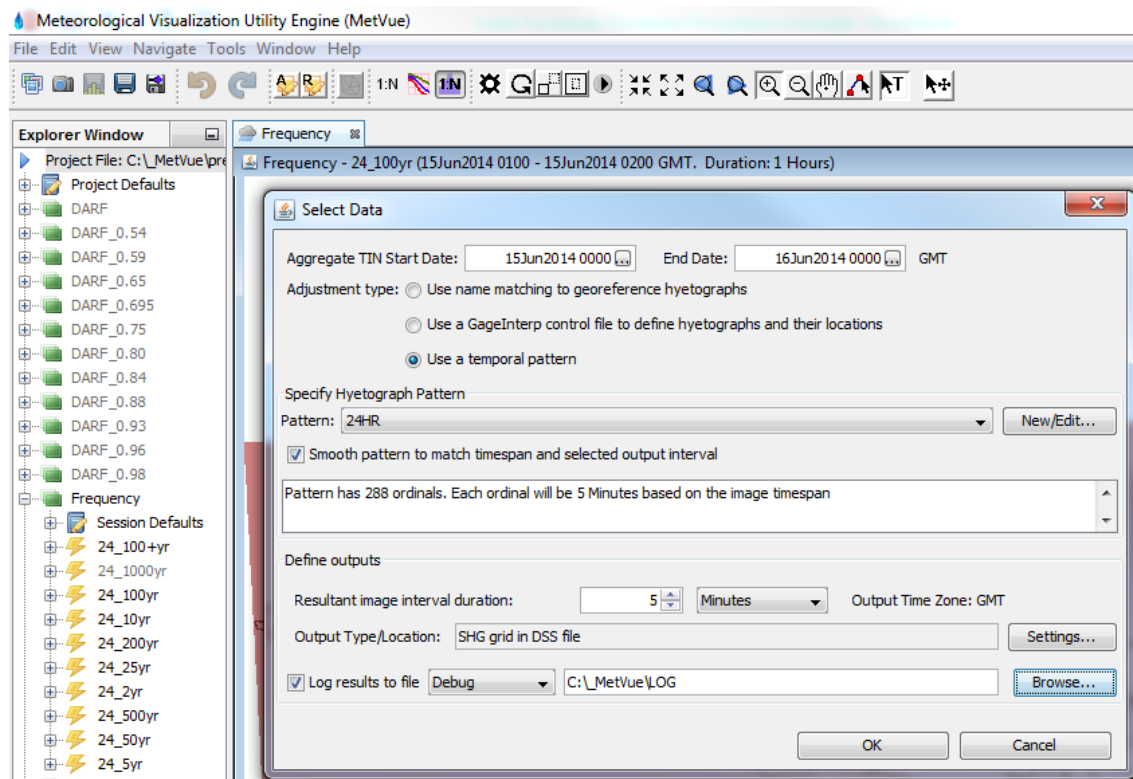 Meteorological Visualization Utility Engine (MetVue)
File Edit View Navigate Tools Window Help
A R 1:N 1:N G T
Explorer Window
Frequency
Project File: C:\_MetVue\pre
Frequency - 24_100yr (15Jun2014 0100 - 15Jun2014 0200 GMT. Duration: 1 Hours)
Project Defaults
DARF
DARF_0.54
DARF_0.59
DARF_0.65
DARF_0.695
DARF_0.75
DARF_0.80
DARF_0.84
DARF_0.88
DARF_0.93
DARF_0.96
DARF_0.98
Frequency
Session Defaults
24_100+yr
24_1000yr
24_100yr
24_10yr
24_200yr
24_25yr
24_2yr
24_500yr
24_50yr
24_5yr
Select Data
Aggregate TIN Start Date: 15Jun2014 0000 ... End Date: 16Jun2014 0000 ... GMT
Adjustment type: Use name matching to georeference hyetographs
Use a GageInterp control file to define hyetographs and their locations
Use a temporal pattern
Specify Hyetograph Pattern
Pattern: 24HR New/Edit...
Smooth pattern to match timespan and selected output interval
Pattern has 288 ordinals. Each ordinal will be 5 Minutes based on the image timespan
Define outputs
Resultant image interval duration: 5 Minutes Output Time Zone: GMT
Output Type/Location: SHG grid in DSS file Settings...
Log results to file Debug C:\_MetVue\LOG Browse...
OK Cancel